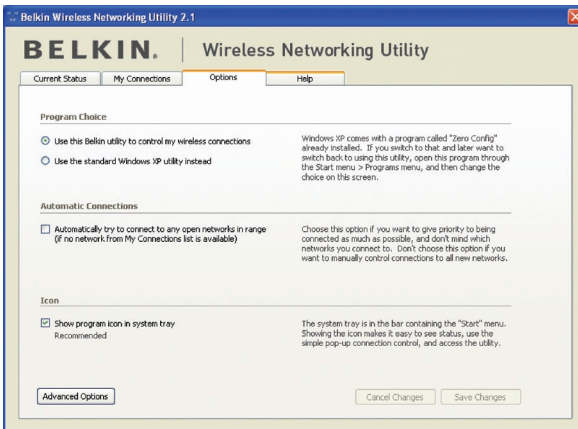 Belkin Wireless Networking Utility 2.1
BELKIN. Wireless Networking Utility
Current Status My Connections Options Help
Program Choice
Use this Belkin utility to control my wireless connections
Use the standard Windows XP utility instead
Windows XP comes with a program called "Zero Config"
already installed. If you switch to that and later want to
switch back to using this utility, open this program through
the Start menu > Programs menu, and then change the
choice on this screen.
Automatic Connections
Automatically try to connect to any open networks in range
(if no network from My Connections list is available)
Choose this option if you want to give priority to being
connected as much as possible, and don't mind which
networks you connect to. Don't choose this option if you
want to manually control connections to all new networks.
Icon
Show program icon in system tray
Recommended
The system tray is in the bar containing the "Start" menu.
Showing the icon makes it easy to see status, use the
simple pop-up connection control, and access the utility.
Advanced Options Cancel Changes Save Changes